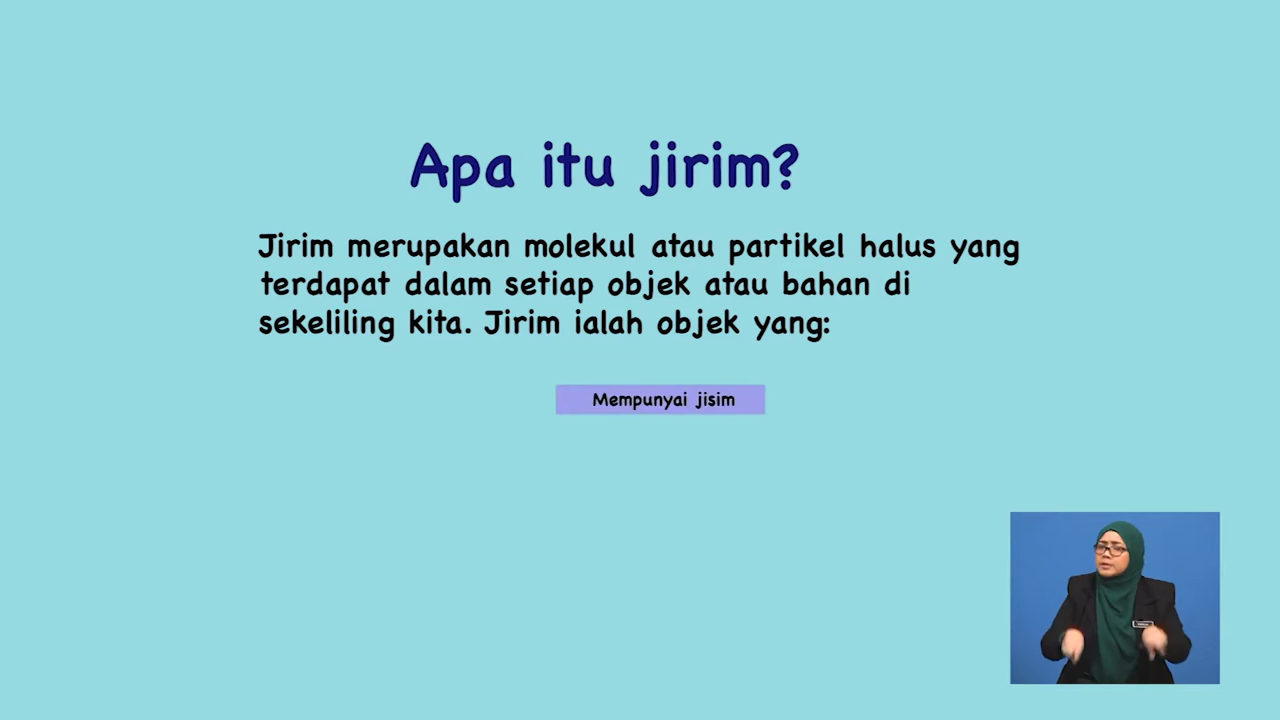 Apa itu jirim?
Jirim merupakan molekul atau partikel halus yang
terdapat dalam setiap objek atau bahan di
sekeliling kita. Jirim ialah objek yang:
Mempunyai jisim